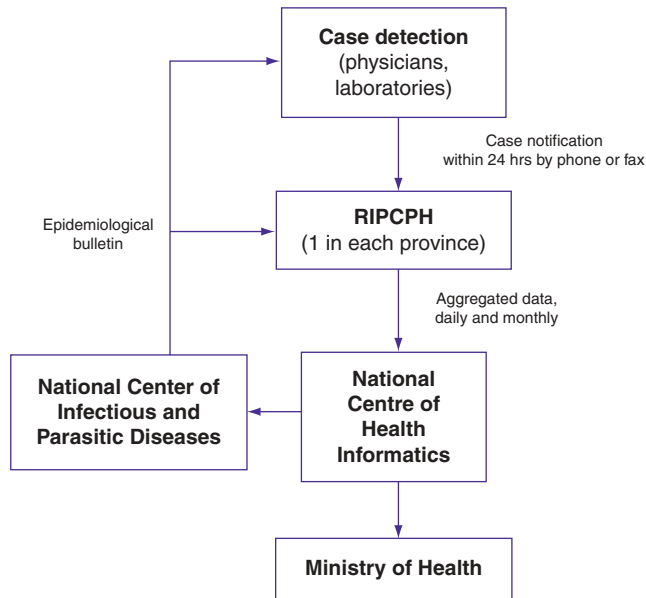 Case detection
(physicians,
laboratories)
Case notification
within 24 hrs by phone or fax
RIPCPH
(1 in each province)
Epidemiological
bulletin
Aggregated data,
daily and monthly
National Center of
Infectious and
Parasitic Diseases
National
Centre of
Health
Informatics
Ministry of Health